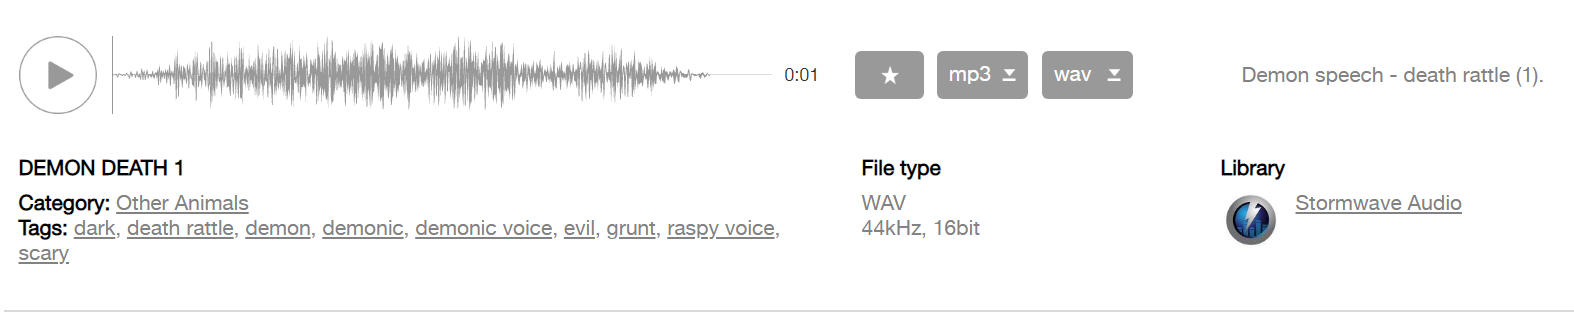 0:01
mp3
wav
Demon speech - death rattle (1).
DEMON DEATH 1
Category: Other Animals
Tags: dark, death rattle, demon, demonic, demonic voice, evil, grunt, raspy voice,
scary
File type
WAV
44kHz, 16bit
Library
Stormwave Audio